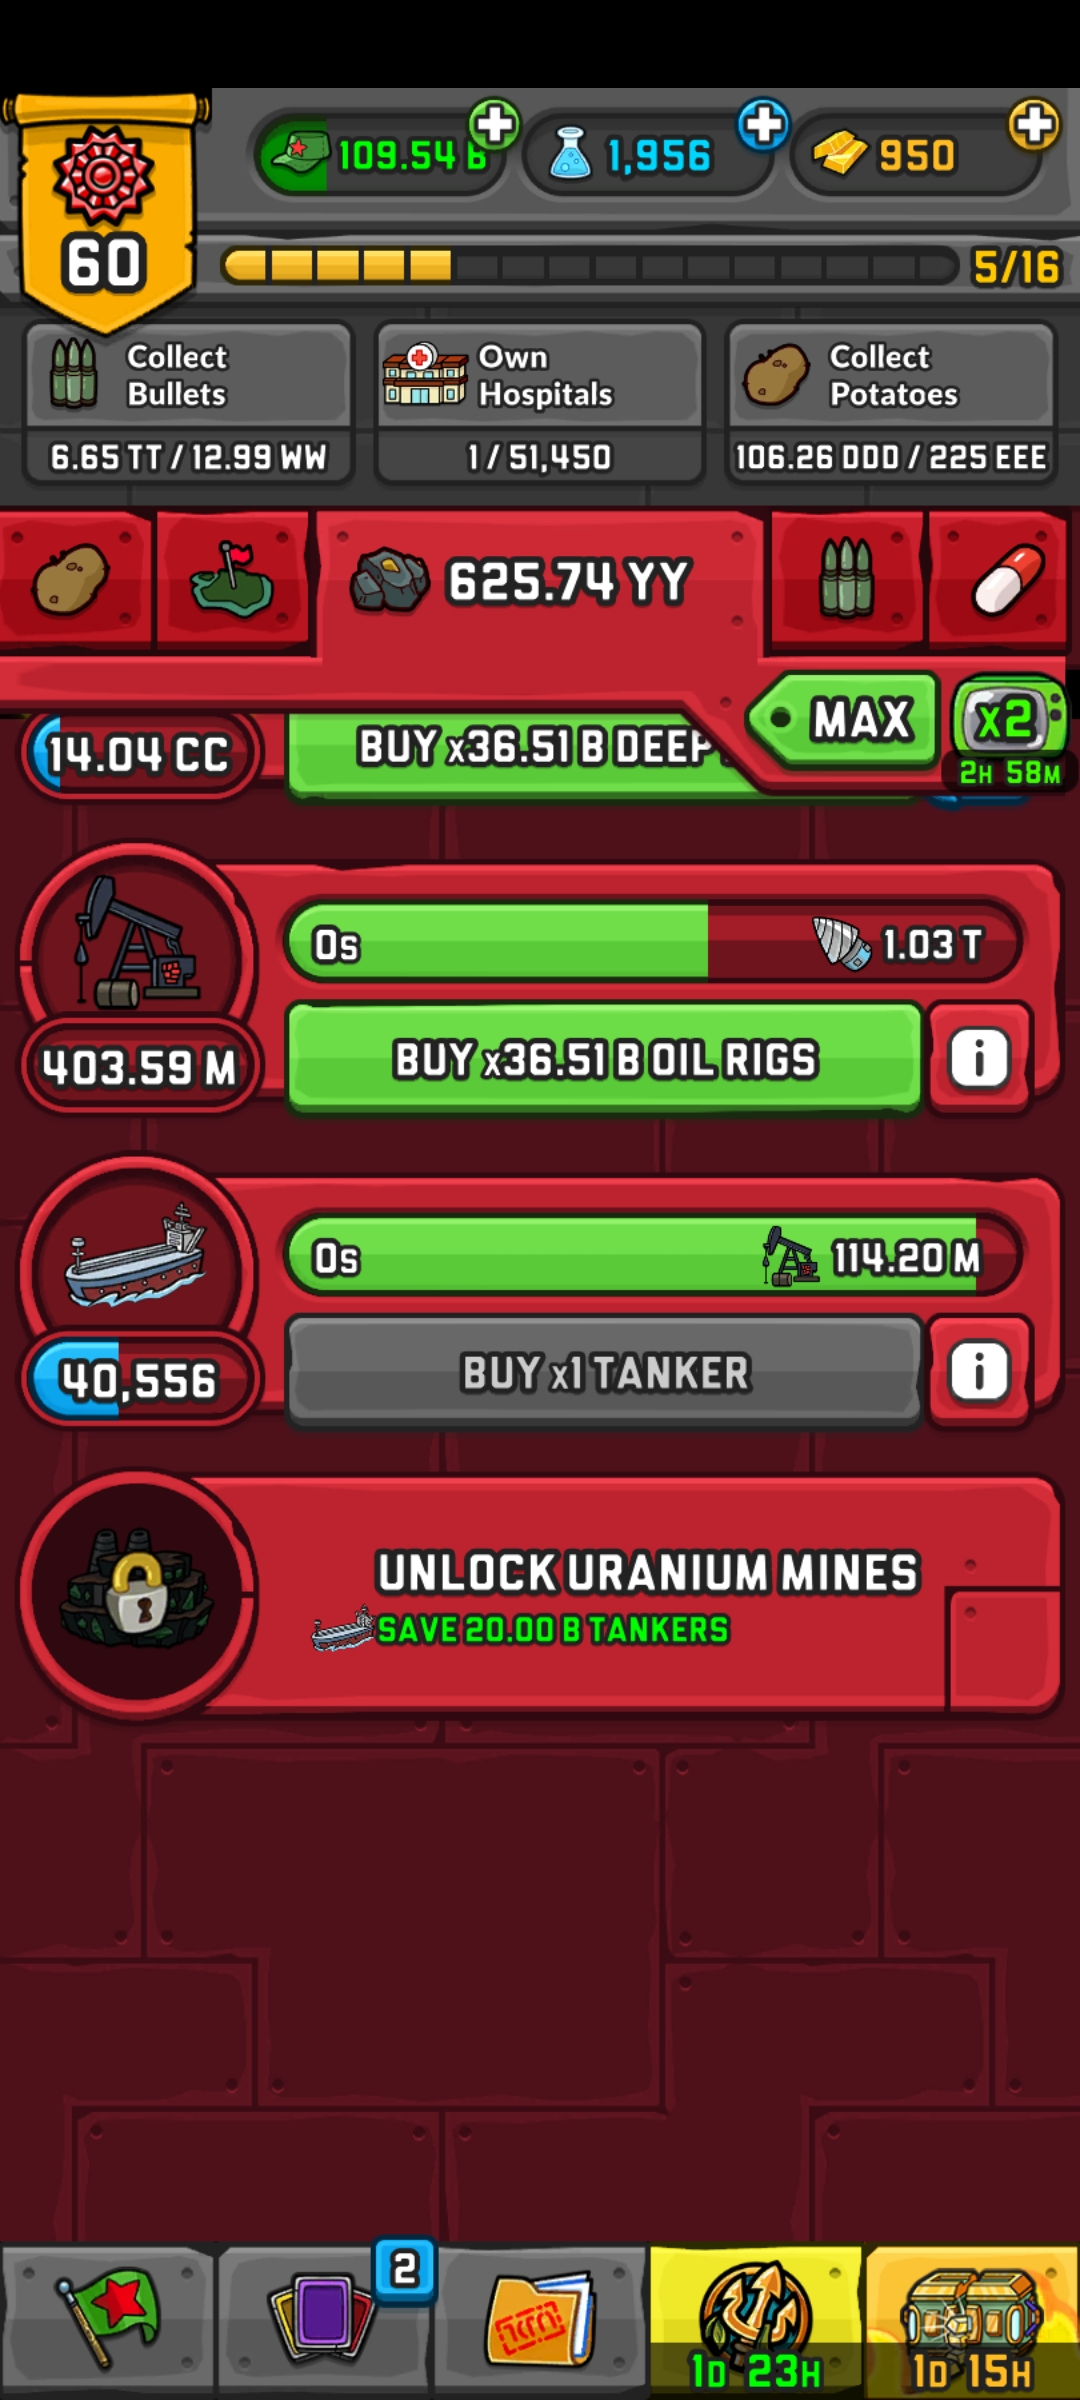 109.54 B
1,956
950
60
5/16
Collect
Bullets
6.65 TT / 12.99 WW
Own
Hospitals
1 / 51,450
Collect
Potatoes
106.26 DDD / 225 EEE
625.74 YY
MAX
x2
2H 58M
14.04 CC
BUY x36.51 B DEEP
0s
1.03 T
403.59 M
BUY x36.51 B OIL RIGS
i
0s
114.20 M
40,556
BUY x1 TANKER
i
UNLOCK URANIUM MINES
SAVE 20.00 B TANKERS
2
1D 23H
1D 15H